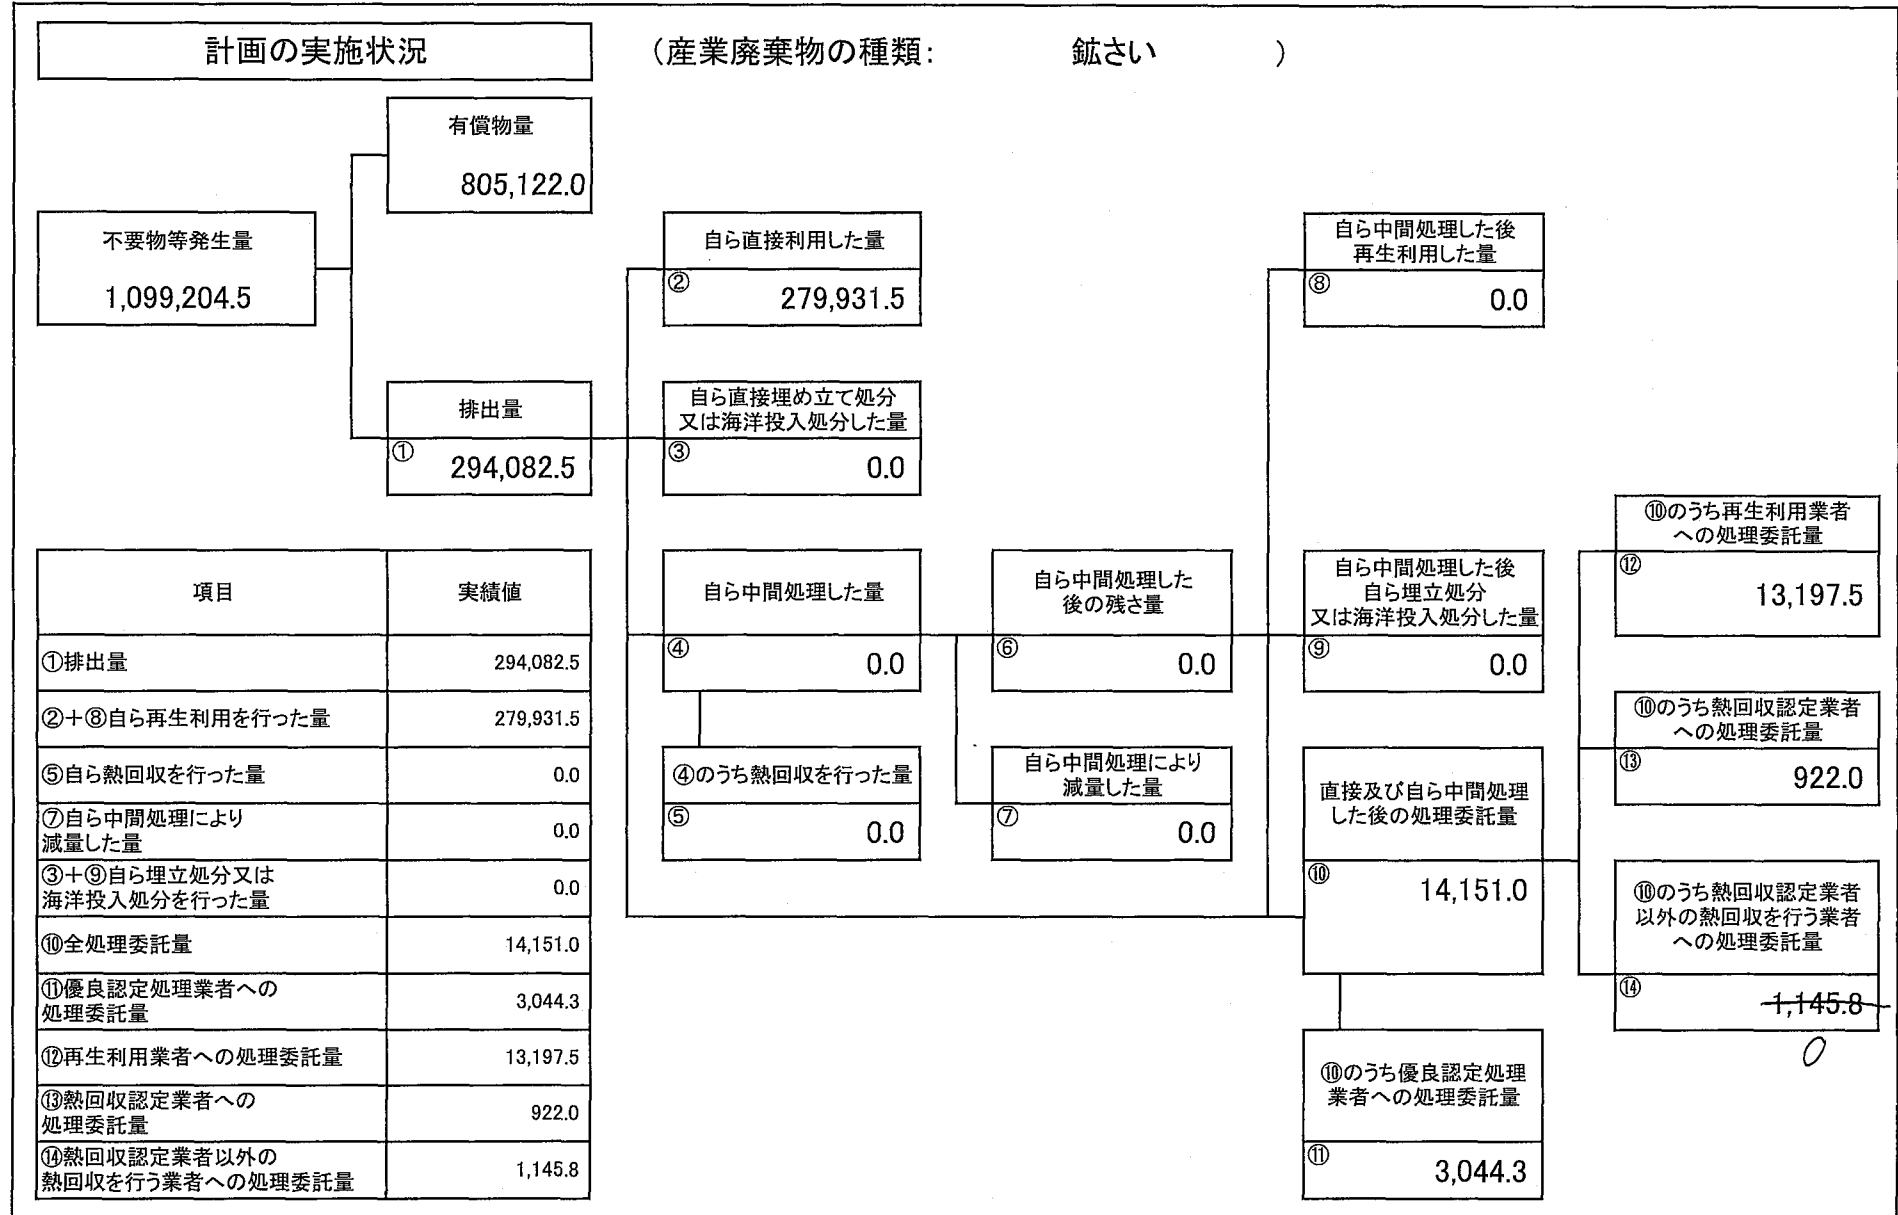 計画の実施状況
（産業廃棄物の種類： 鉱さい ）
有償物量
805,122.0
不要物等発生量
1,099,204.5
自ら直接利用した量
② 279,931.5
自ら中間処理した後
再生利用した量
⑧ 0.0
排出量
① 294,082.5
自ら直接埋め立て処分
又は海洋投入処分した量
③ 0.0
⑩のうち再生利用業者
への処理委託量
⑫ 13,197.5
自ら中間処理した量
④ 0.0
自ら中間処理した
後の残さ量
⑥ 0.0
自ら中間処理した後
自ら埋立処分
又は海洋投入処分した量
⑨ 0.0
⑩のうち熱回収認定業者
への処理委託量
⑬ 922.0
④のうち熱回収を行った量
⑤ 0.0
自ら中間処理により
減量した量
⑦ 0.0
直接及び自ら中間処理
した後の処理委託量
⑩ 14,151.0
⑩のうち熱回収認定業者
以外の熱回収を行う業者
への処理委託量
⑭ 1,145.8
0
⑩のうち優良認定処理
業者への処理委託量
⑪ 3,044.3
項目 実績値
①排出量 294,082.5
②+⑧自ら再生利用を行った量 279,931.5
⑤自ら熱回収を行った量 0.0
⑦自ら中間処理により
減量した量 0.0
③+⑨自ら埋立処分又は
海洋投入処分を行った量 0.0
⑩全処理委託量 14,151.0
⑪優良認定処理業者への
処理委託量 3,044.3
⑫再生利用業者への処理委託量 13,197.5
⑬熱回収認定業者への
処理委託量 922.0
⑭熱回収認定業者以外の
熱回収を行う業者への処理委託量 1,145.8